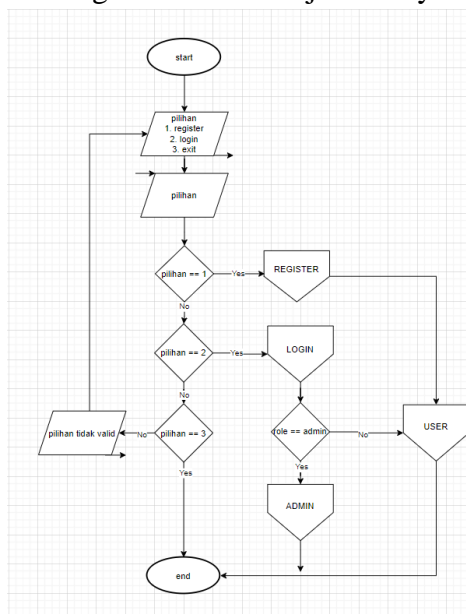 start
pilihan
1. register
2. login
3. exit
pilihan
pilihan == 1
Yes
REGISTER
No
pilihan == 2
Yes
LOGIN
No
pilihan tidak valid
No
pilihan == 3
role == admin
No
USER
Yes
Yes
ADMIN
end